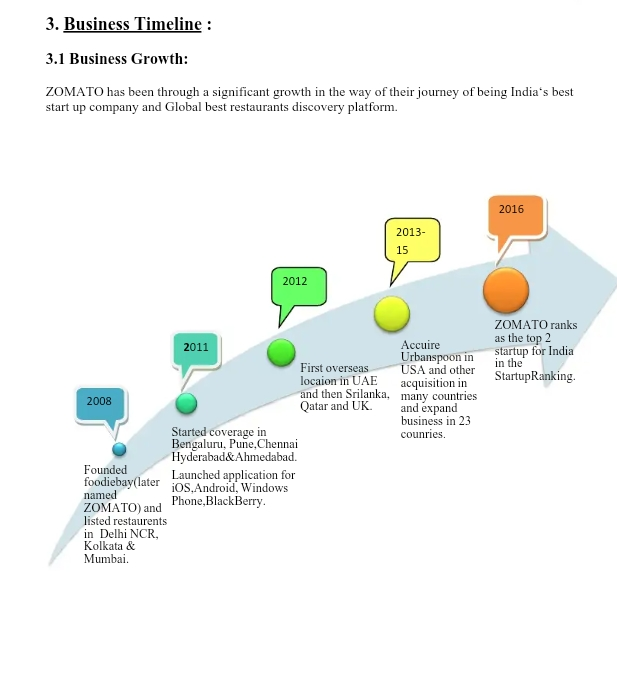 3. Business Timeline :
3.1 Business Growth:
ZOMATO has been through a significant growth in the way of their journey of being India‘s best
start up company and Global best restaurants discovery platform.
2008
Founded
foodiebay(later
named
ZOMATO) and
listed restaurents
in Delhi NCR,
Kolkata &
Mumbai.
2011
Started coverage in
Bengaluru, Pune,Chennai
Hyderabad&Ahmedabad.
Launched application for
iOS,Android, Windows
Phone,BlackBerry.
2012
First overseas
locaion in UAE
and then Srilanka,
Qatar and UK.
2013-
15
Accuire
Urbanspoon in
USA and other
acquisition in
many countries
and expand
business in 23
counries.
2016
ZOMATO ranks
as the top 2
startup for India
in the
StartupRanking.